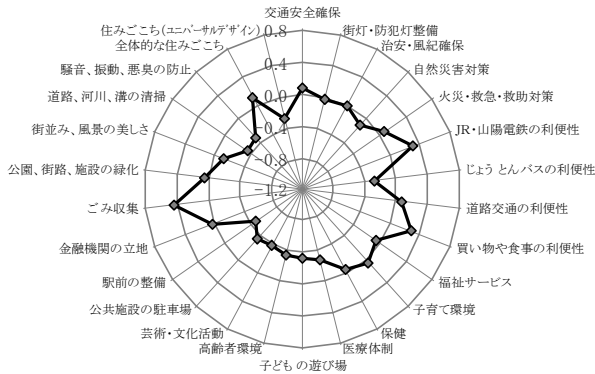 交通安全確保
街灯・防犯灯整備
治安・風紀確保
自然災害対策
火災・救急・救助対策
JR・山陽電鉄の利便性
じょうとんバスの利便性
道路交通の利便性
買い物や食事の利便性
福祉サービス
子育て環境
保健
医療体制
子どもの遊び場
高齢者環境
芸術・文化活動
公共施設の駐車場
駅前の整備
金融機関の立地
ごみ収集
公園、街路、施設の緑化
街並み、風景の美しさ
道路、河川、溝の清掃
騒音、振動、悪臭の防止
全体的な住みごこち
住みごこち(ユニバーサルデザイン)
0.8
0.4
0.0
-0.4
-0.8
-1.2